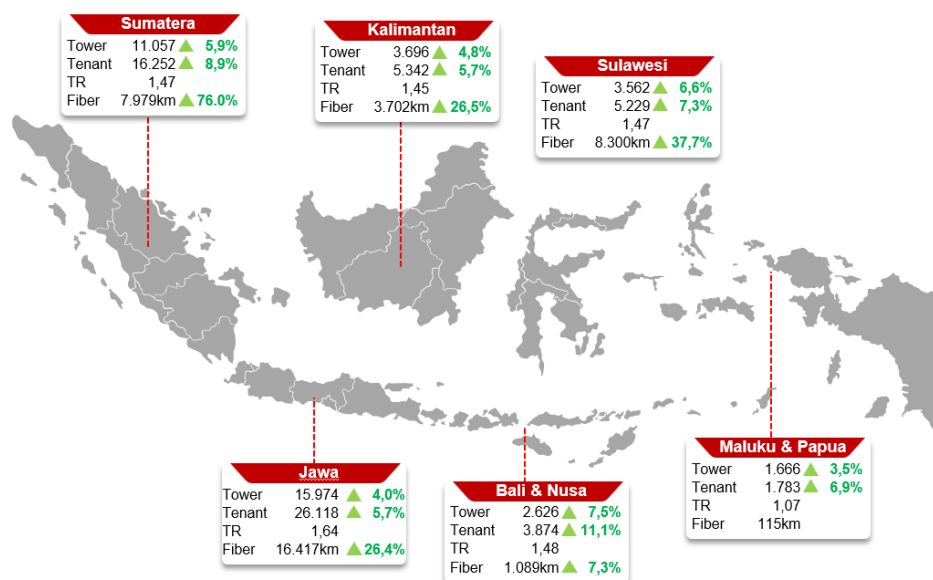 Sumatera
Tower 11.057 5,9%
Tenant 16.252 8,9%
TR 1,47
Fiber 7.979km 76.0%
Kalimantan
Tower 3.696 4,8%
Tenant 5.342 5,7%
TR 1,45
Fiber 3.702km 26,5%
Sulawesi
Tower 3.562 6,6%
Tenant 5.229 7,3%
TR 1,47
Fiber 8.300km 37,7%
Jawa
Tower 15.974 4,0%
Tenant 26.118 5,7%
TR 1,64
Fiber 16.417km 26,4%
Bali & Nusa
Tower 2.626 7,5%
Tenant 3.874 11,1%
TR 1,48
Fiber 1.089km 7,3%
Maluku & Papua
Tower 1.666 3,5%
Tenant 1.783 6,9%
TR 1,07
Fiber 115km